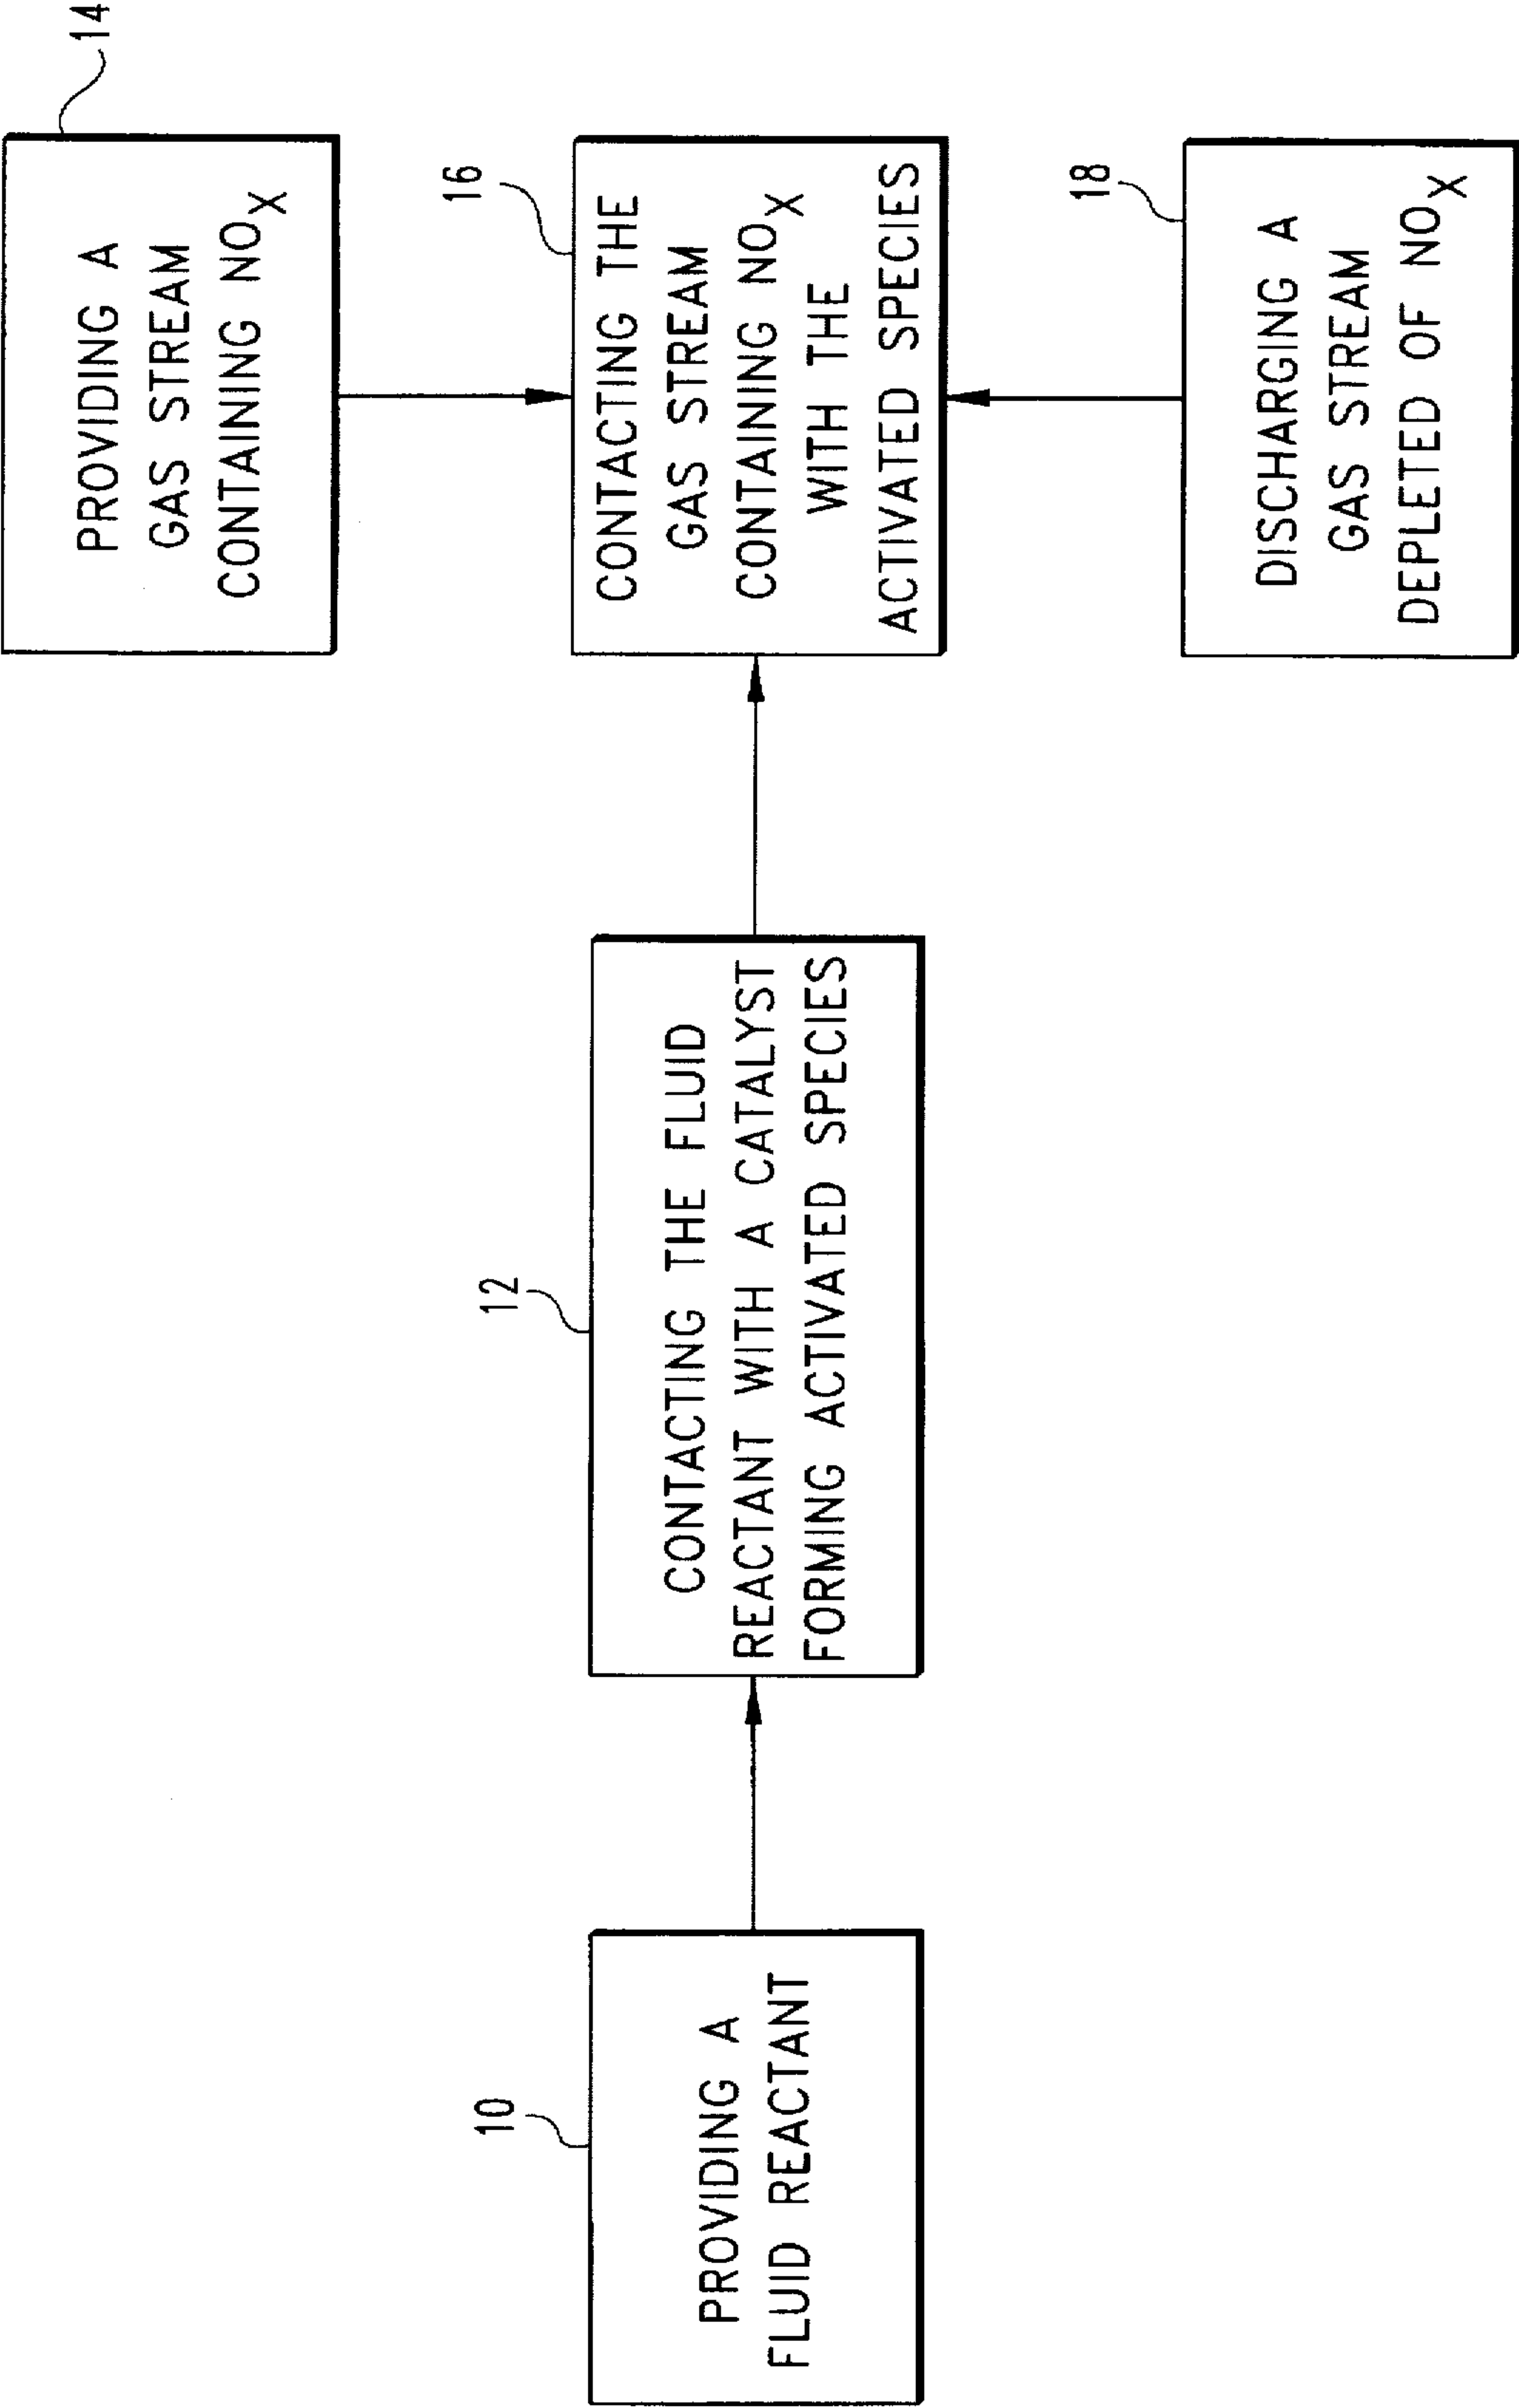 10
PROVIDING A
FLUID REACTANT
12
CONTACTING THE FLUID
REACTANT WITH A CATALYST
FORMING ACTIVATED SPECIES
14
PROVIDING A
GAS STREAM
CONTAINING NOX
16
CONTACTING THE
GAS STREAM
CONTAINING NOX
WITH THE
ACTIVATED SPECIES
18
DISCHARGING A
GAS STREAM
DEPLETED OF NOX